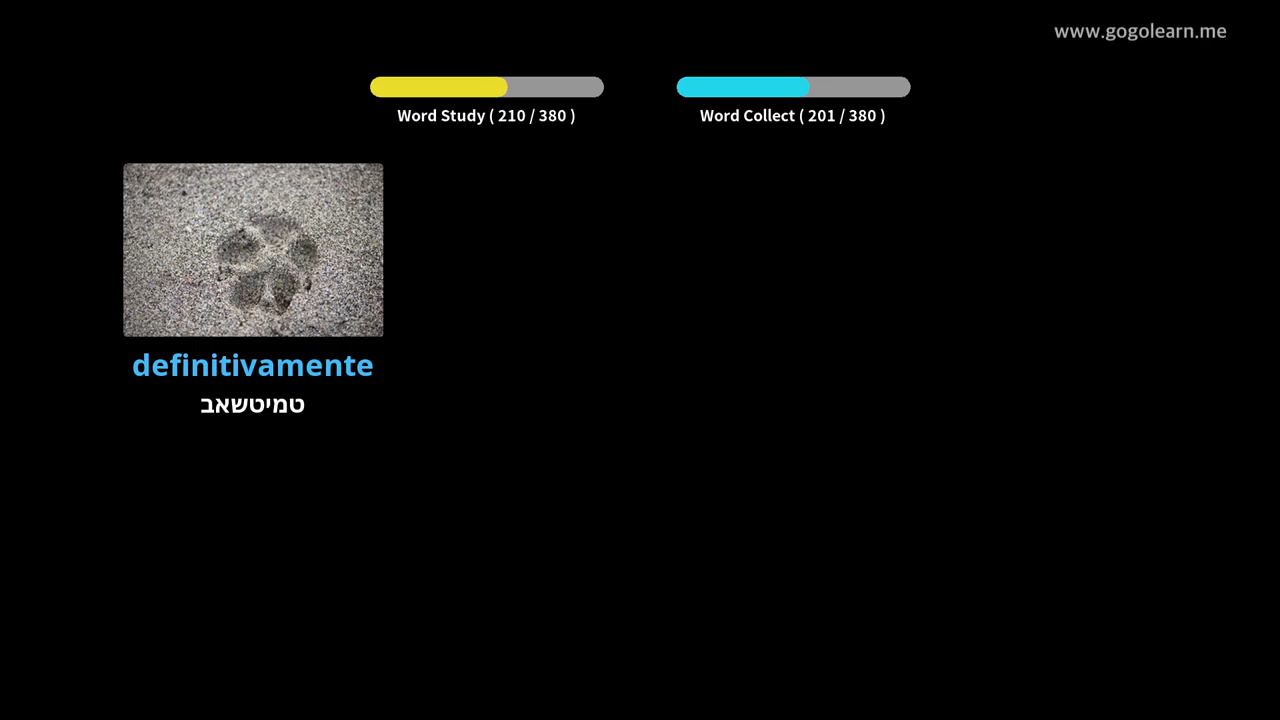 www.gogolearn.me
Word Study ( 210 / 380 )
Word Collect ( 201 / 380 )
definitivamente
טמיטשאב